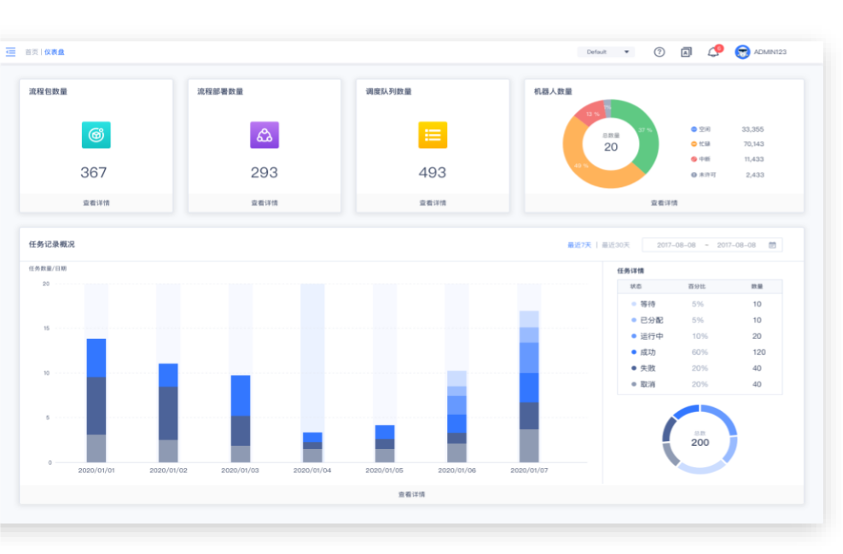 首页 | 仪表盘
Default
ADMIN123
流程包数量
367
查看详情
流程部署数量
293
查看详情
调度队列数量
493
查看详情
机器人数量
总数量
20
12 %
空闲 33,355
忙碌 70,143
中断 11,433
未许可 2,433
查看详情
任务记录概况
最近7天 | 最近30天
2017-08-08 - 2017-08-08
任务数量/日期
20
15
10
5
0
2020/01/01 2020/01/02 2020/01/03 2020/01/04 2020/01/05 2020/01/06 2020/01/07
任务详情
状态 百分比 数量
等待 5% 10
已分配 5% 10
运行中 10% 20
成功 60% 120
失败 20% 40
取消 20% 40
总数
200
查看详情